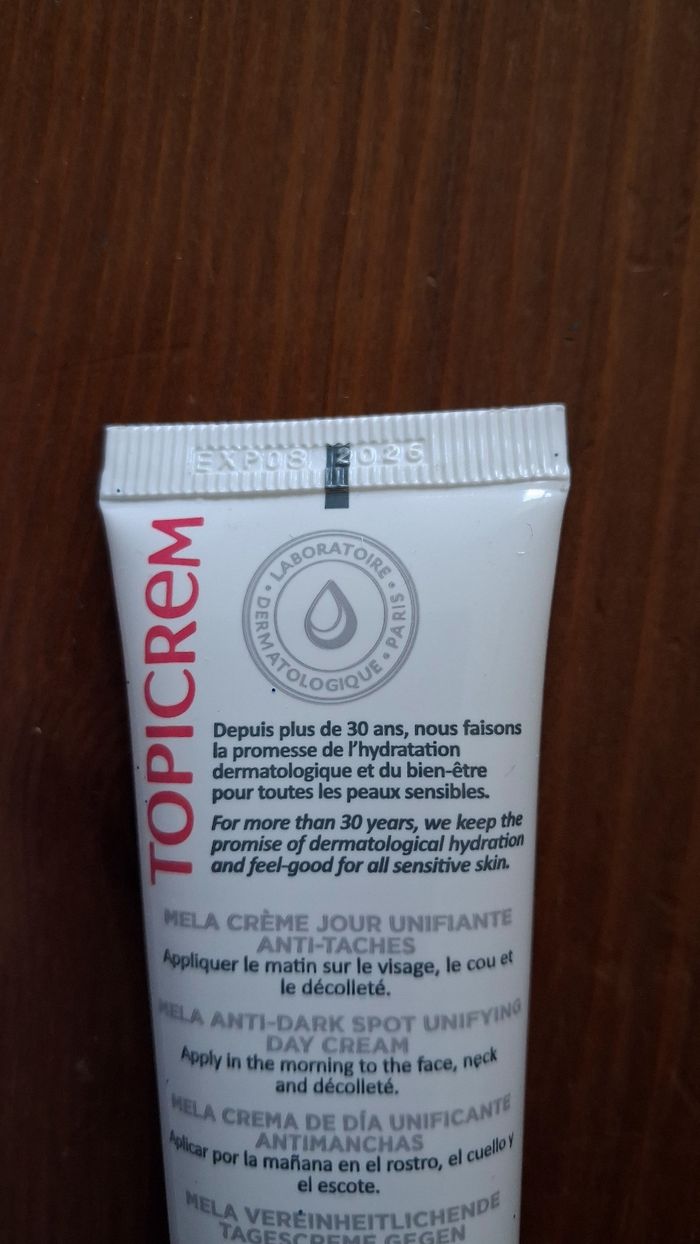 EXP08 2026
TOPICREM
LABORATOIRE • PARIS • DERMATOLOGIQUE •
Depuis plus de 30 ans, nous faisons
la promesse de l'hydratation
dermatologique et du bien-être
pour toutes les peaux sensibles.
For more than 30 years, we keep the
promise of dermatological hydration
and feel-good for all sensitive skin.
MELA CRÈME JOUR UNIFIANTE
ANTI-TACHES
Appliquer le matin sur le visage, le cou et
le décolleté.
MELA ANTI-DARK SPOT UNIFYING
DAY CREAM
Apply in the morning to the face, neck
and décolleté.
MELA CREMA DE DÍA UNIFICANTE
ANTIMANCHAS
Aplicar por la mañana en el rostro, el cuello y
el escote.
MELA VEREINHEITLICHENDE
TAGESCREME GEGEN